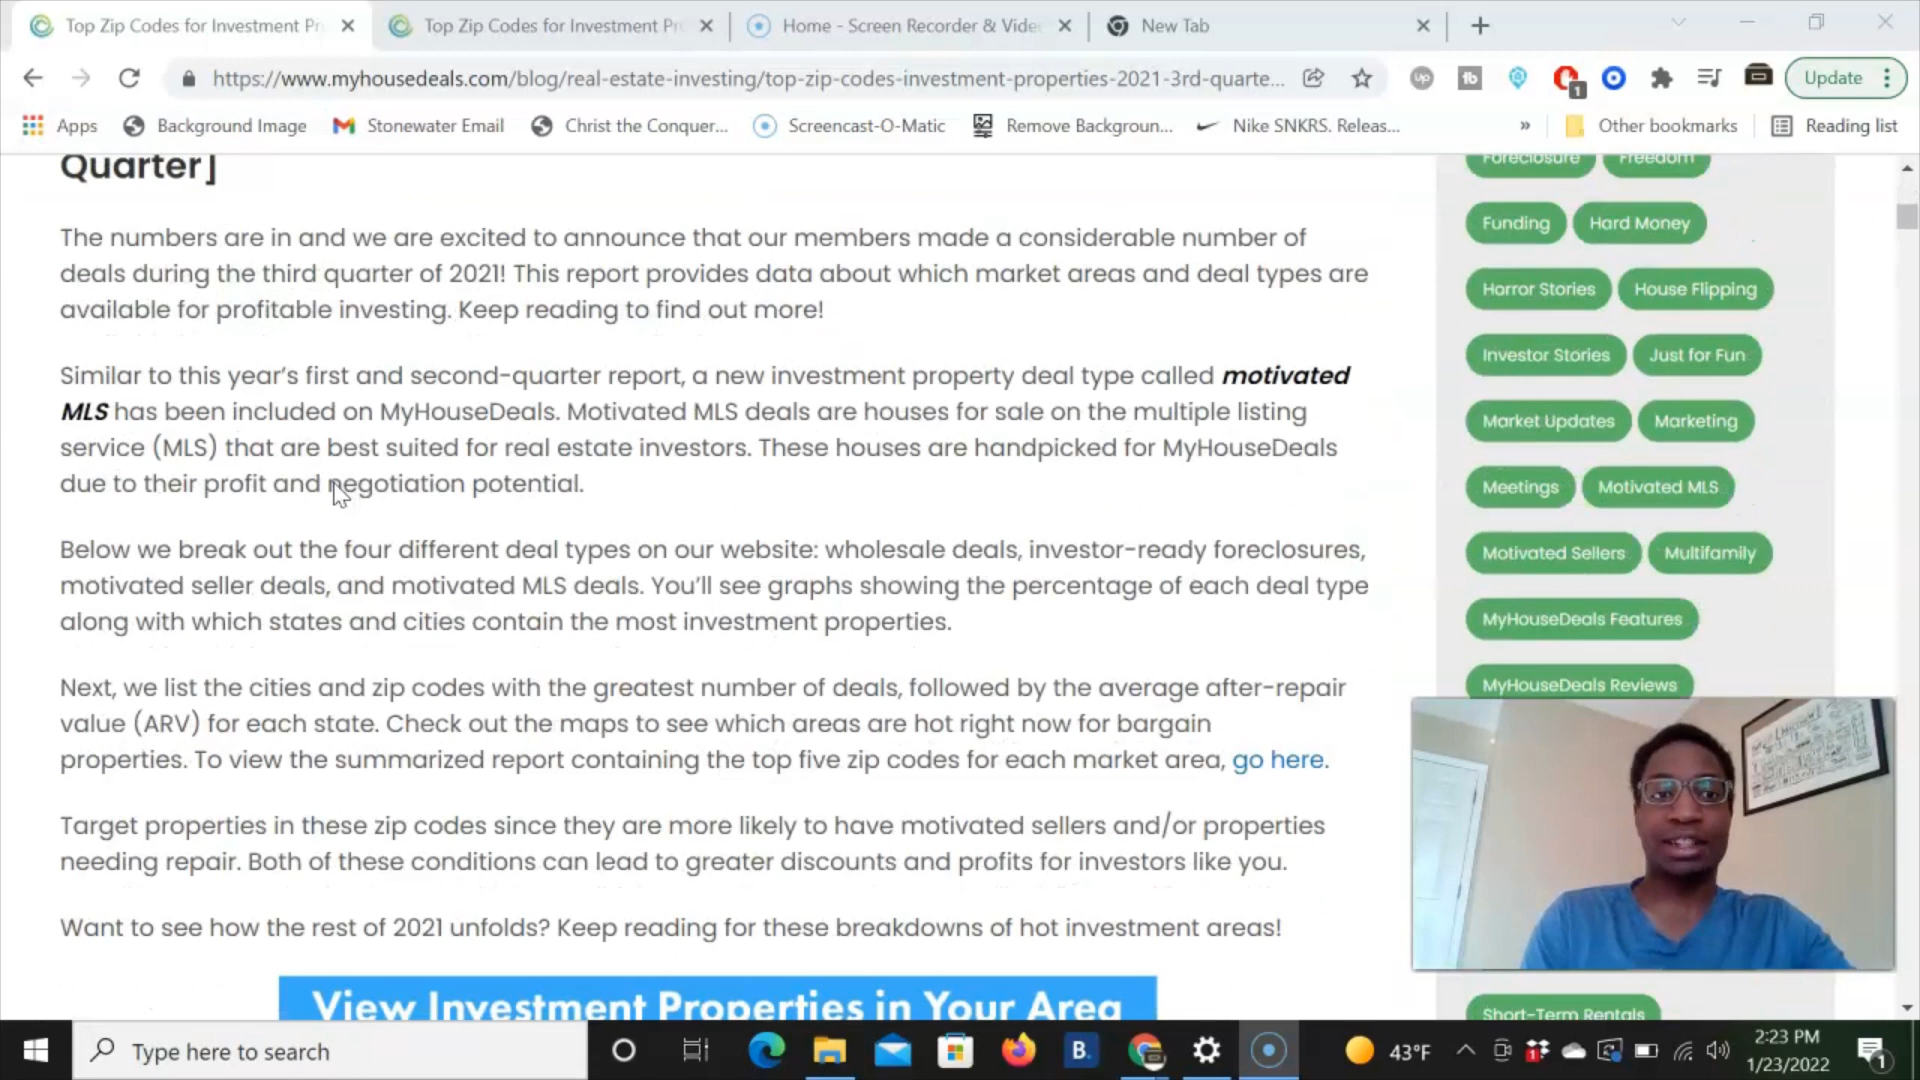 Top Zip Codes for Investment Pr
Top Zip Codes for Investment Pr
Home - Screen Recorder & Vide
New Tab
https://www.myhousedeals.com/blog/real-estate-investing/top-zip-codes-investment-properties-2021-3rd-quarte...
Up
1
Update
Apps
Background Image
Stonewater Email
Christ the Conquer...
Screencast-O-Matic
Remove Backgroun...
Nike SNKRS. Releas...
»
Other bookmarks
Reading list
Quarter]
The numbers are in and we are excited to announce that our members made a considerable number of
deals during the third quarter of 2021! This report provides data about which market areas and deal types are
available for profitable investing. Keep reading to find out more!
Similar to this year's first and second-quarter report, a new investment property deal type called motivated
MLS has been included on MyHouseDeals. Motivated MLS deals are houses for sale on the multiple listing
service (MLS) that are best suited for real estate investors. These houses are handpicked for MyHouseDeals
due to their profit and negotiation potential.
Below we break out the four different deal types on our website: wholesale deals, investor-ready foreclosures,
motivated seller deals, and motivated MLS deals. You'll see graphs showing the percentage of each deal type
along with which states and cities contain the most investment properties.
Next, we list the cities and zip codes with the greatest number of deals, followed by the average after-repair
value (ARV) for each state. Check out the maps to see which areas are hot right now for bargain
properties. To view the summarized report containing the top five zip codes for each market area, go here.
Target properties in these zip codes since they are more likely to have motivated sellers and/or properties
needing repair. Both of these conditions can lead to greater discounts and profits for investors like you.
Want to see how the rest of 2021 unfolds? Keep reading for these breakdowns of hot investment areas!
View Investment Properties in Your Area
Foreclosure Freedom
Funding Hard Money
Horror Stories House Flipping
Investor Stories Just for Fun
Market Updates Marketing
Meetings Motivated MLS
Motivated Sellers Multifamily
MyHouseDeals Features
MyHouseDeals Reviews
Short-Term Rentals
Type here to search
B.
43°F
1
2:23 PM
1/23/2022
1